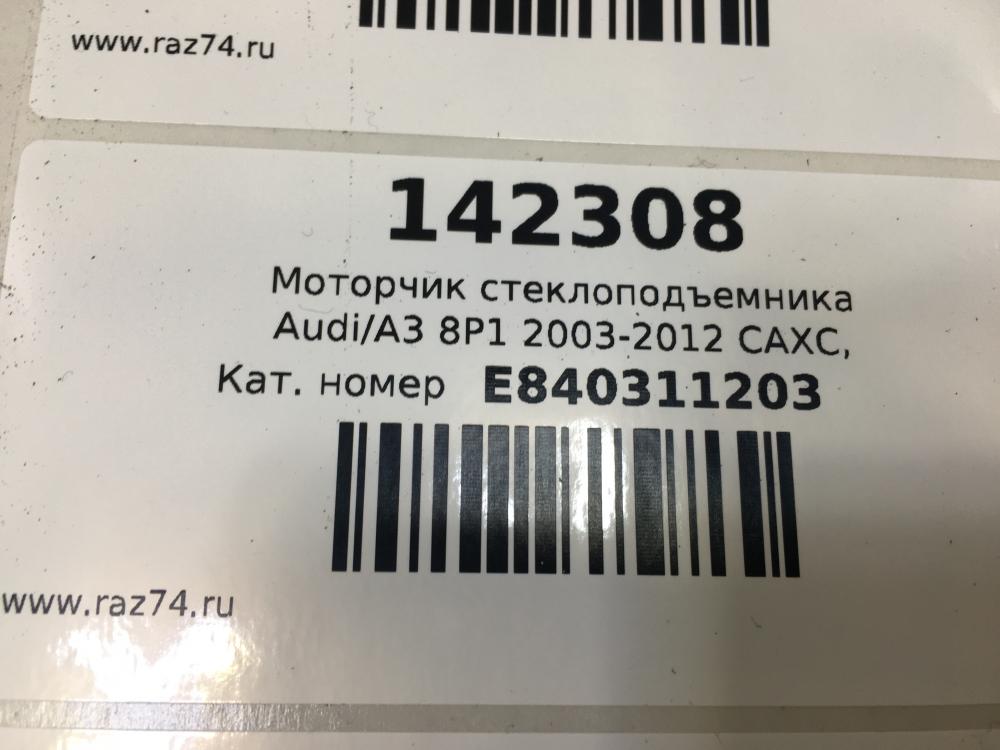 www.raz74.ru
142308
Моторчик стеклоподъемника
Audi/A3 8P1 2003-2012 CAXC,
Кат. номер E840311203
www.raz74.ru